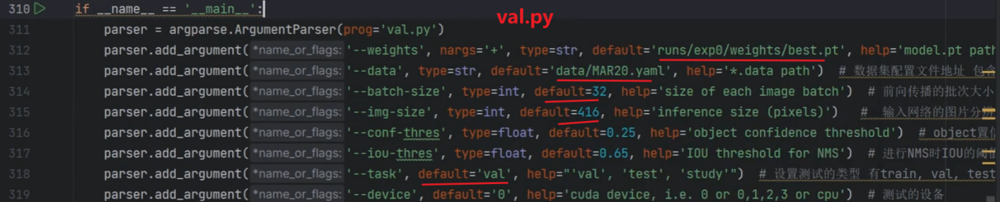 val.py
310 if __name__ == '__main__':
311 parser = argparse.ArgumentParser(prog='val.py')
312 parser.add_argument(*name_or_flags: '--weights', nargs='+', type=str, default='runs/exp0/weights/best.pt', help='model.pt path
313 parser.add_argument(*name_or_flags: '--data', type=str, default='data/MAR20.yaml', help='*.data path') # 数据集配置文件地址 包含
314 parser.add_argument(*name_or_flags: '--batch-size', type=int, default=32, help='size of each image batch') # 前向传播的批次大小
315 parser.add_argument(*name_or_flags: '--img-size', type=int, default=416, help='inference size (pixels)') # 输入网络的图片分辨
316 parser.add_argument(*name_or_flags: '--conf-thres', type=float, default=0.25, help='object confidence threshold') # object置信
317 parser.add_argument(*name_or_flags: '--iou-thres', type=float, default=0.65, help='IOU threshold for NMS') # 进行NMS时IOU的阈值
318 parser.add_argument(*name_or_flags: '--task', default='val', help="'val', 'test', 'study'") # 设置测试的类型 有train, val, test
319 parser.add_argument(*name_or_flags: '--device', default='0', help='cuda device, i.e. 0 or 0,1,2,3 or cpu') # 测试的设备